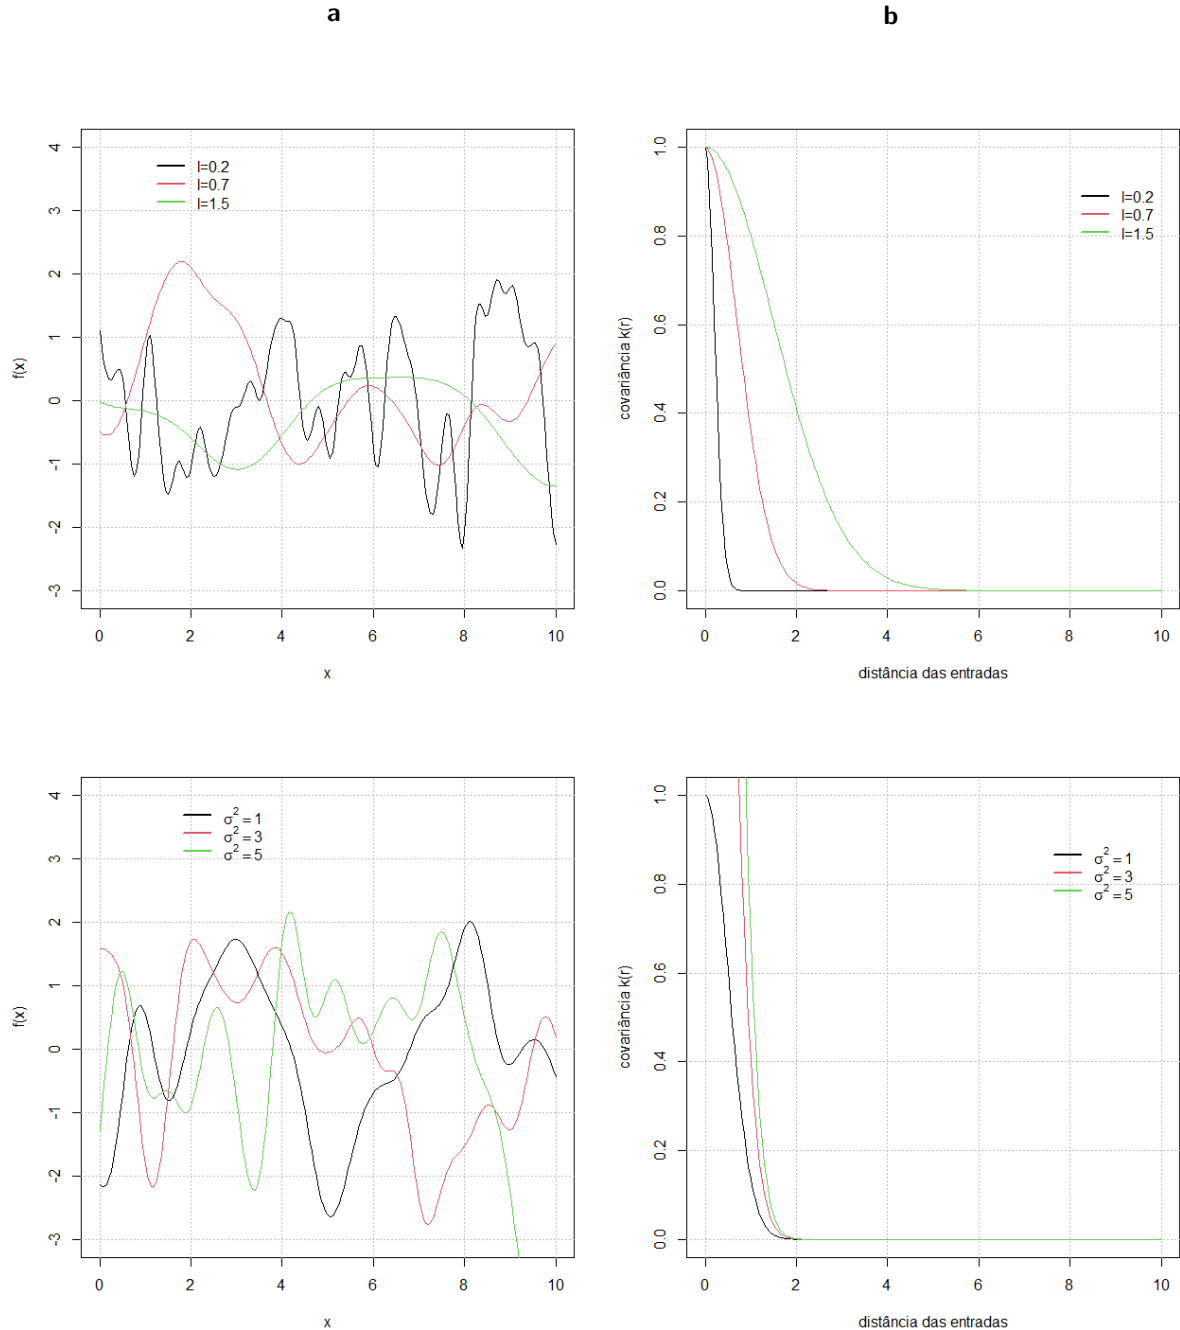 a
b
4
3
2
1
0
-1
-2
-3
f(x)
l=0.2
l=0.7
l=1.5
0 2 4 6 8 10
x
1.0
0.8
0.6
0.4
0.2
0.0
covariância k(r)
l=0.2
l=0.7
l=1.5
0 2 4 6 8 10
distância das entradas
4
3
2
1
0
-1
-2
-3
f(x)
σ² = 1
σ² = 3
σ² = 5
0 2 4 6 8 10
x
1.0
0.8
0.6
0.4
0.2
0.0
covariância k(r)
σ² = 1
σ² = 3
σ² = 5
0 2 4 6 8 10
distância das entradas